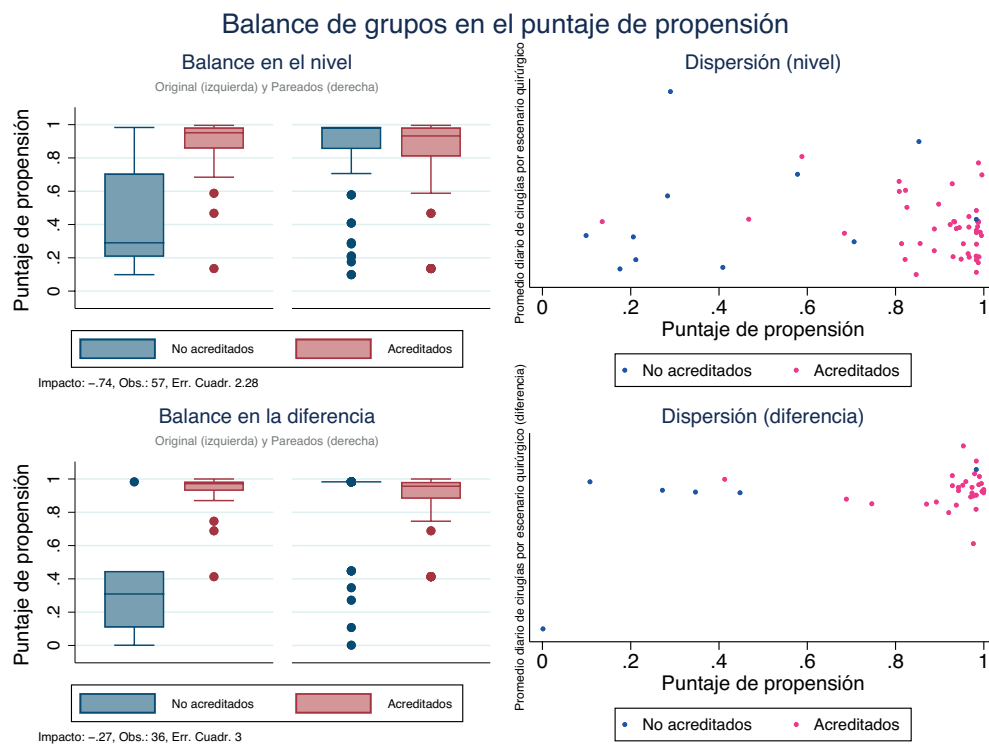 Balance de grupos en el puntaje de propensión
Balance en el nivel
Original (izquierda) y Pareados (derecha)
Puntaje de propensión
1
.8
.6
.4
.2
0
No acreditados
Acreditados
Impacto: −.74, Obs.: 57, Err. Cuadr. 2.28
Dispersión (nivel)
Promedio diario de cirugías por escenario quirúrgico
0 .2 .4 .6 .8 1
Puntaje de propensión
No acreditados
Acreditados
Balance en la diferencia
Original (izquierda) y Pareados (derecha)
Puntaje de propensión
1
.8
.6
.4
.2
0
No acreditados
Acreditados
Impacto: −.27, Obs.: 36, Err. Cuadr. 3
Dispersión (diferencia)
Promedio diario de cirugías por escenario quirúrgico (diferencia)
0 .2 .4 .6 .8 1
Puntaje de propensión
No acreditados
Acreditados